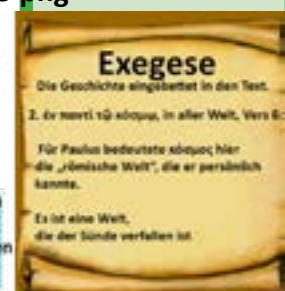 Exegese
Die Geschichte eingebettet in den Text.
2. ἐν παντὶ τῷ κόσμῳ, in aller Welt, Vers 6:
Für Paulus bedeutete κόσμος hier
die „römische Welt“, die er persönlich
kannte.
Es ist eine Welt,
die der Sünde verfallen ist